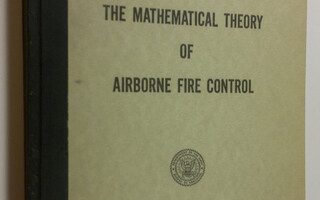 THE MATHEMATICAL THEORY
OF
AIRBORNE FIRE CONTROL